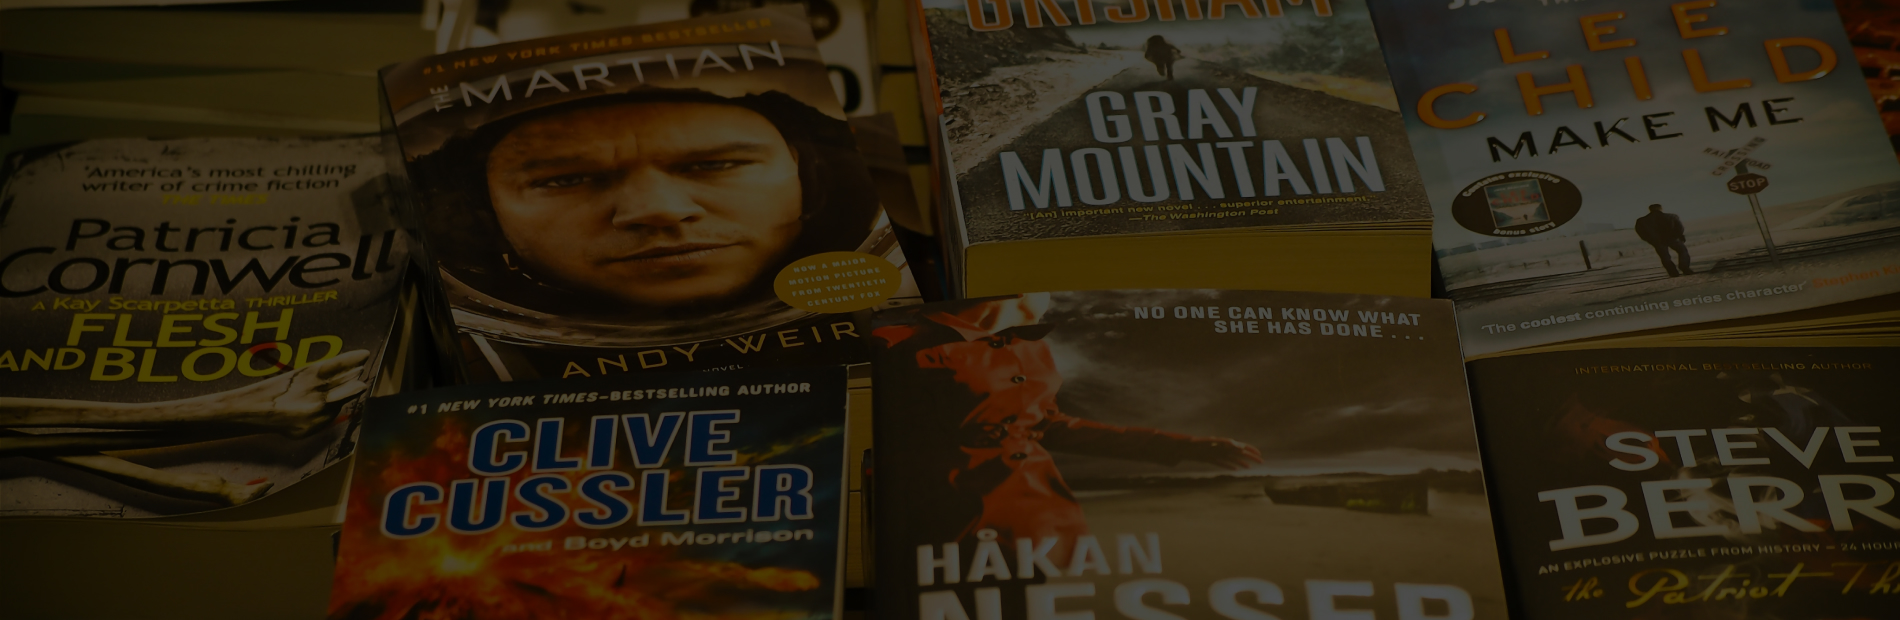 'America's most chilling
writer of crime fiction
THE TIMES
Patricia
Cornwell
A Kay Scarpetta THRILLER
FLESH
AND BLOOD
#1 NEW YORK TIMES BESTSELLER
THE MARTIAN
NOW A MAJOR
MOTION PICTURE
FROM TWENTIETH
CENTURY FOX
ANDY WEIR
NOVEL
#1 NEW YORK TIMES–BESTSELLING AUTHOR
CLIVE
CUSSLER
and Boyd Morrison
GRISHAM
GRAY
MOUNTAIN
"[An] important new novel . . . superior entertainment.
—The Washington Post
NO ONE CAN KNOW WHAT
SHE HAS DONE . . .
HÅKAN
NESSER
LEE
CHILD
MAKE ME
Contains exclusive
bonus story
STOP
'The coolest continuing series character' Stephen
INTERNATIONAL BESTSELLING AUTHOR
STEVE
BERRY
AN EXPLOSIVE PUZZLE FROM HISTORY – 24 HOUR
the Patriot Th